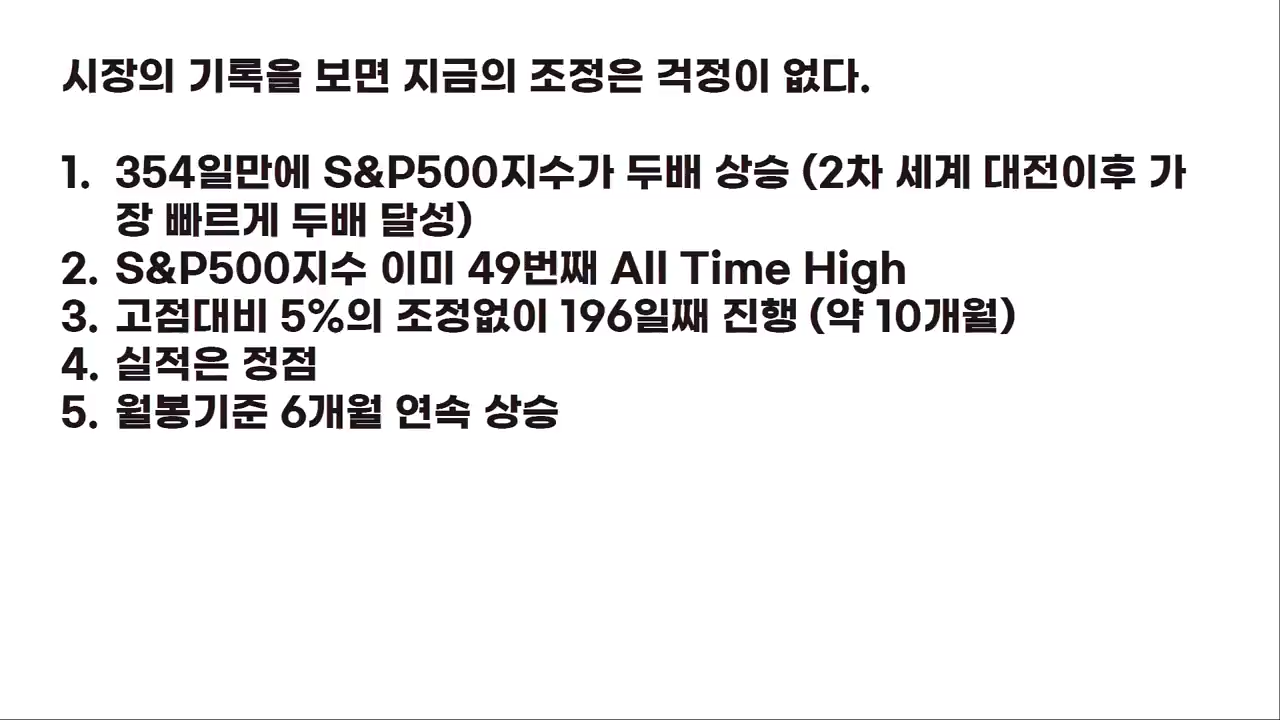 시장의 기록을 보면 지금의 조정은 걱정이 없다.
1. 354일만에 S&P500지수가 두배 상승 (2차 세계 대전이후 가
장 빠르게 두배 달성)
2. S&P500지수 이미 49번째 All Time High
3. 고점대비 5%의 조정없이 196일째 진행 (약 10개월)
4. 실적은 정점
5. 월봉기준 6개월 연속 상승